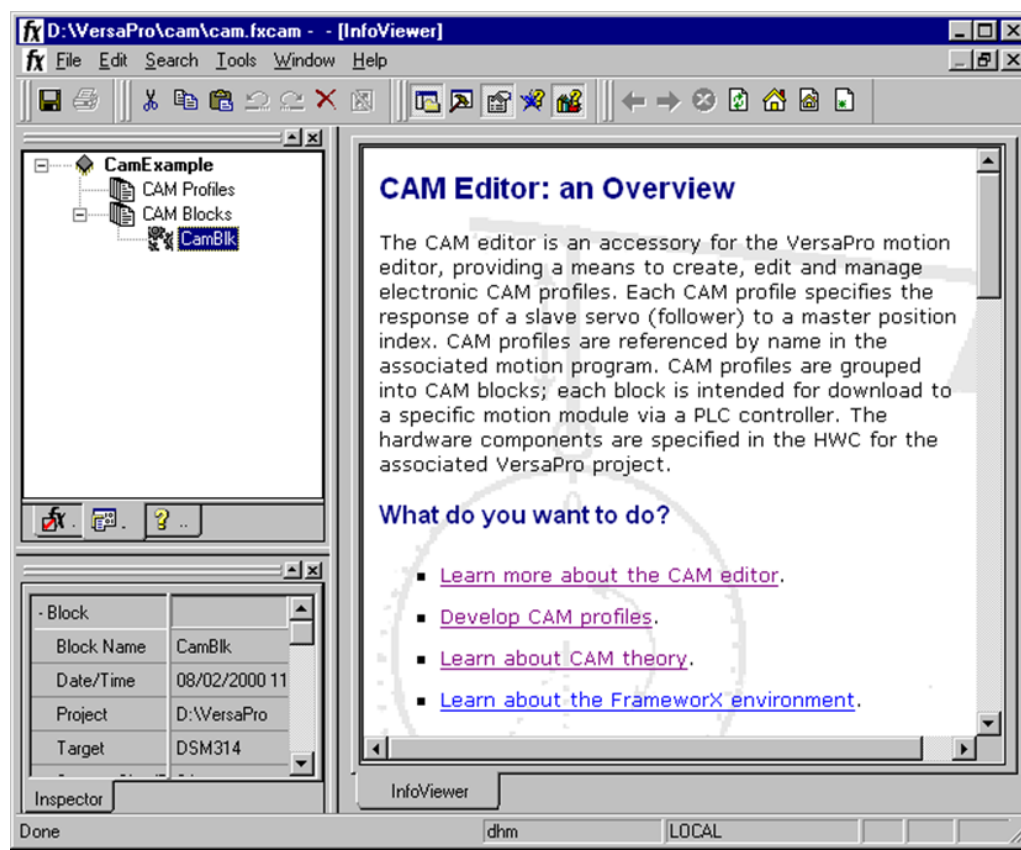 fx D:\VersaPro\cam\cam.fxcam - - [InfoViewer]
fx File Edit Search Tools Window Help
CamExample
CAM Profiles
CAM Blocks
CamBlk
- Block
Block Name CamBlk
Date/Time 08/02/2000 11
Project D:\VersaPro
Target DSM314
Inspector
CAM Editor: an Overview
The CAM editor is an accessory for the VersaPro motion
editor, providing a means to create, edit and manage
electronic CAM profiles. Each CAM profile specifies the
response of a slave servo (follower) to a master position
index. CAM profiles are referenced by name in the
associated motion program. CAM profiles are grouped
into CAM blocks; each block is intended for download to
a specific motion module via a PLC controller. The
hardware components are specified in the HWC for the
associated VersaPro project.
What do you want to do?
Learn more about the CAM editor.
Develop CAM profiles.
Learn about CAM theory.
Learn about the FrameworX environment.
InfoViewer
Done dhm LOCAL